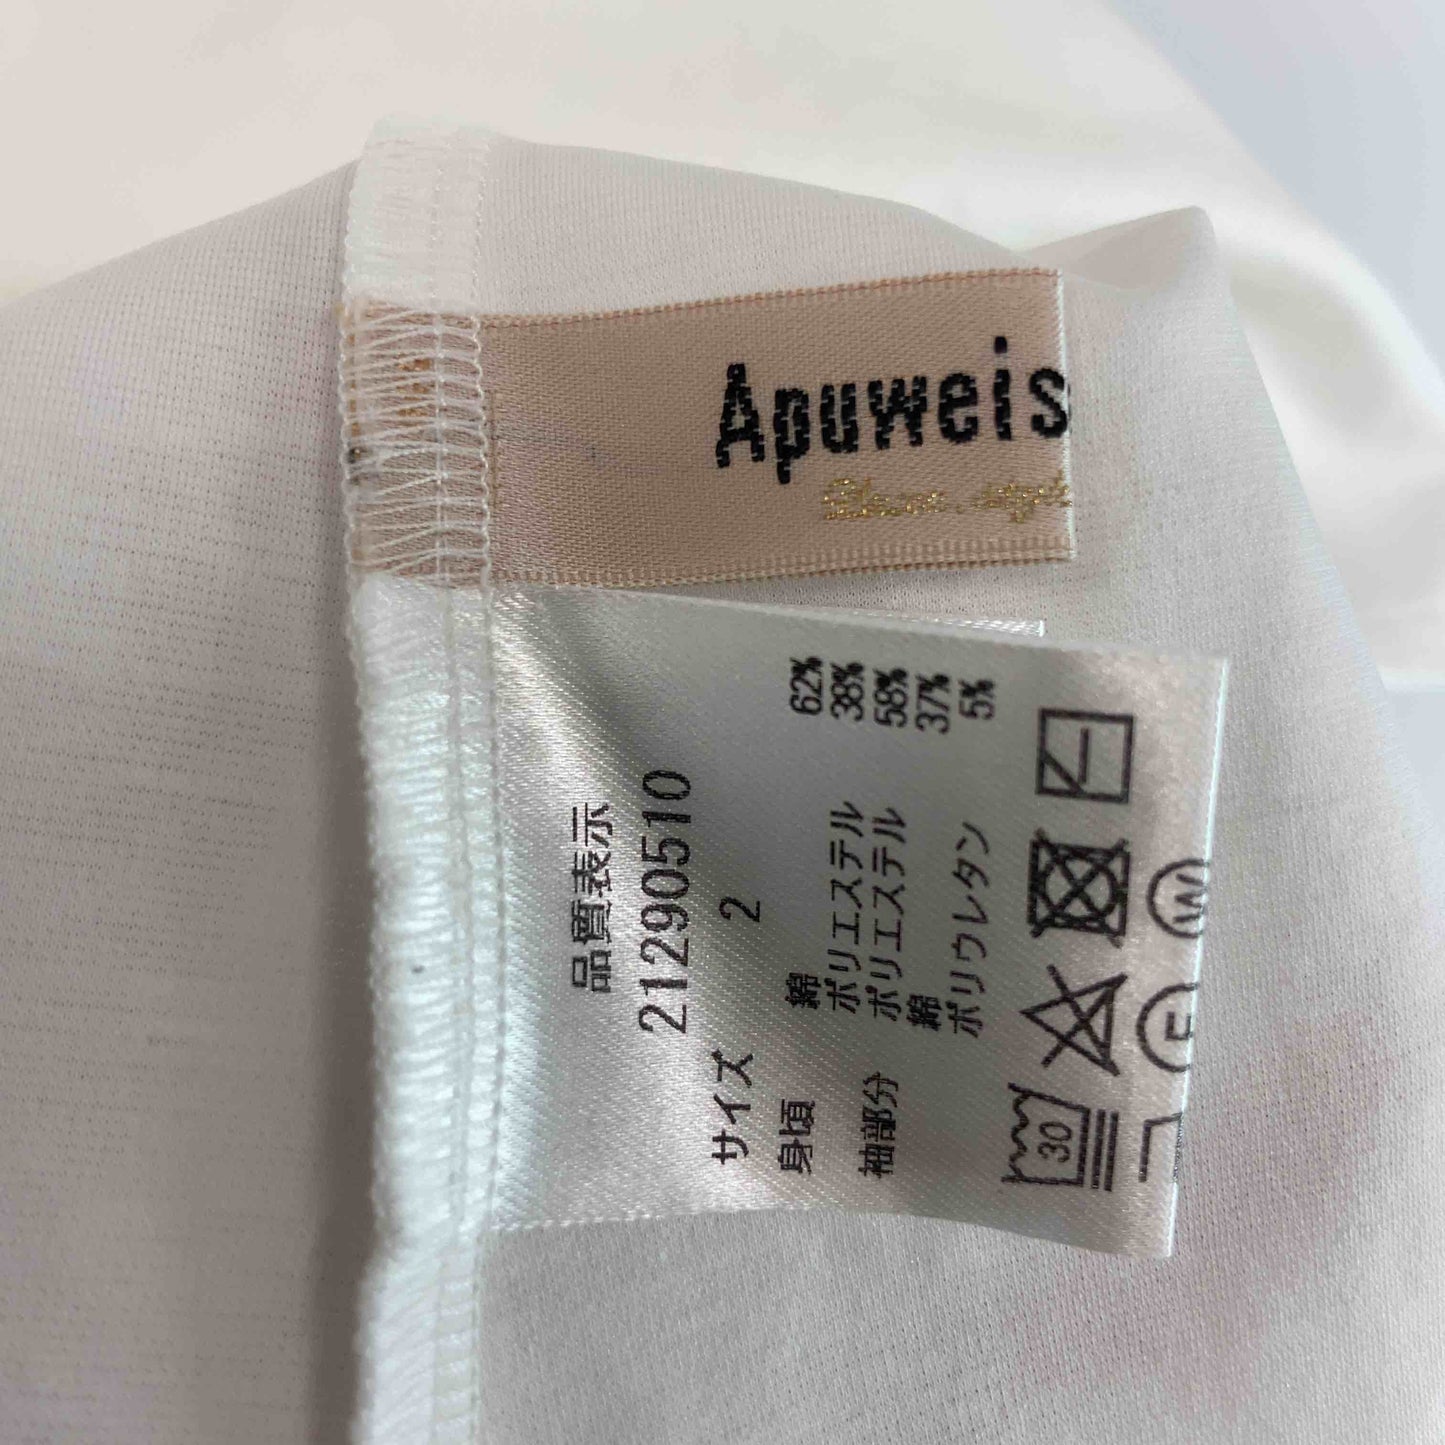 Apuweis
品質表示
21290510
サイズ 2
身頃 綿 62%
ポリエステル 38%
袖部分 ポリエステル 58%
綿 37%
ポリウレタン 5%
30
F W